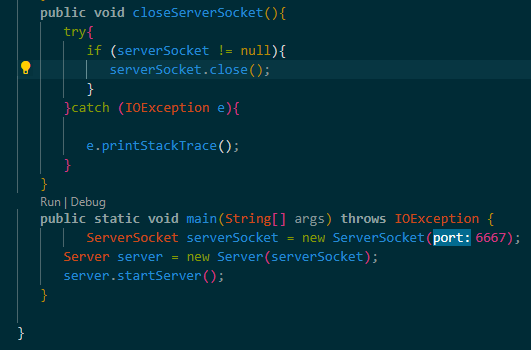 public void closeServerSocket(){
try{
if (serverSocket != null){
serverSocket.close();
}
}catch (IOException e){
e.printStackTrace();
}
}
Run | Debug
public static void main(String[] args) throws IOException {
ServerSocket serverSocket = new ServerSocket(port: 6667);
Server server = new Server(serverSocket);
server.startServer();
}
}